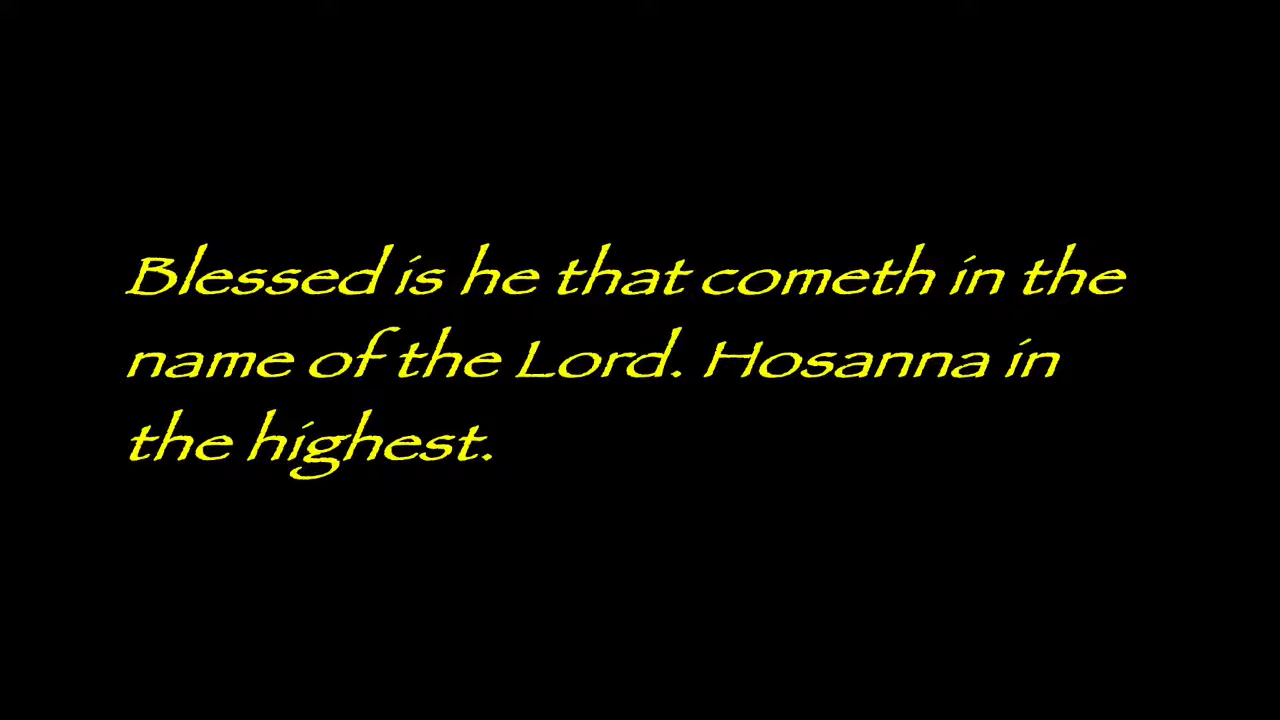 Blessed is he that cometh in the
name of the Lord. Hosanna in
the highest.